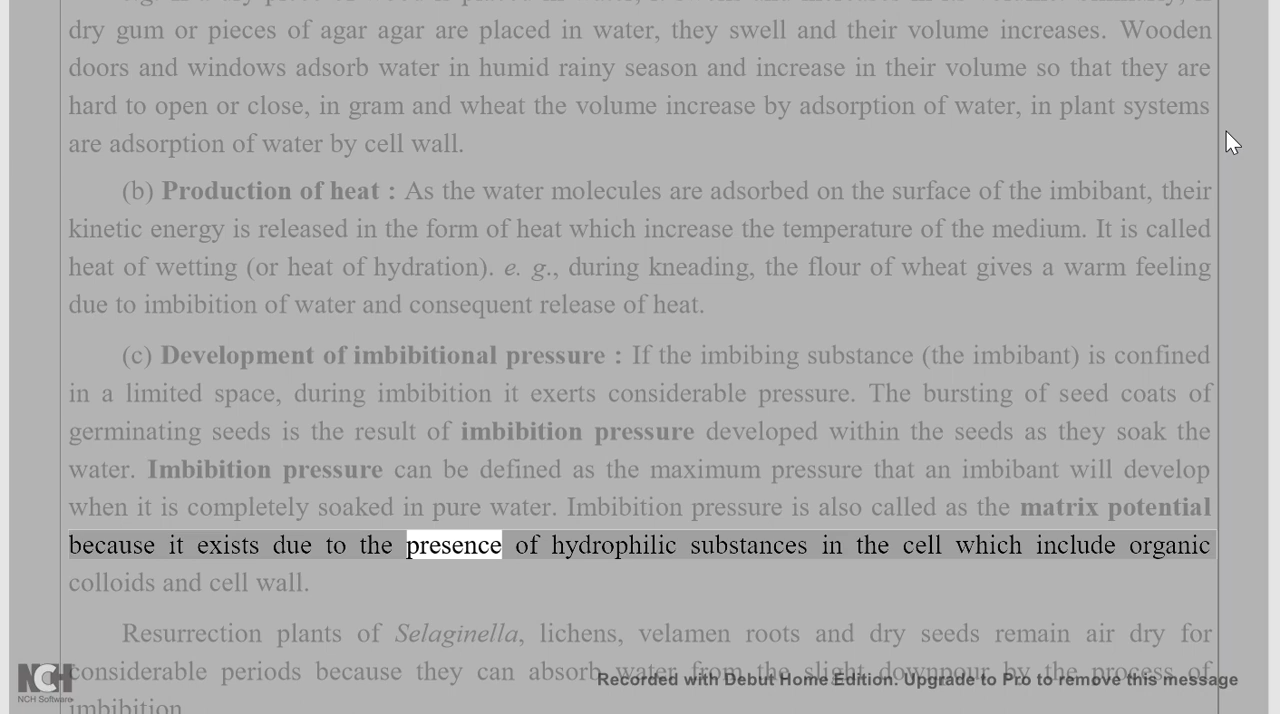 dry gum or pieces of agar agar are placed in water, they swell and their volume increases. Wooden
doors and windows adsorb water in humid rainy season and increase in their volume so that they are
hard to open or close, in gram and wheat the volume increase by adsorption of water, in plant systems
are adsorption of water by cell wall.
(b) Production of heat : As the water molecules are adsorbed on the surface of the imbibant, their
kinetic energy is released in the form of heat which increase the temperature of the medium. It is called
heat of wetting (or heat of hydration). e. g., during kneading, the flour of wheat gives a warm feeling
due to imbibition of water and consequent release of heat.
(c) Development of imbibitional pressure : If the imbibing substance (the imbibant) is confined
in a limited space, during imbibition it exerts considerable pressure. The bursting of seed coats of
germinating seeds is the result of imbibition pressure developed within the seeds as they soak the
water. Imbibition pressure can be defined as the maximum pressure that an imbibant will develop
when it is completely soaked in pure water. Imbibition pressure is also called as the matrix potential
because it exists due to the presence of hydrophilic substances in the cell which include organic
colloids and cell wall.
Resurrection plants of Selaginella, lichens, velamen roots and dry seeds remain air dry for
considerable periods because they can absorb water from the slight downpour by the process of
imbibition.
NCH
NCH Software
Recorded with Debut Home Edition. Upgrade to Pro to remove this message